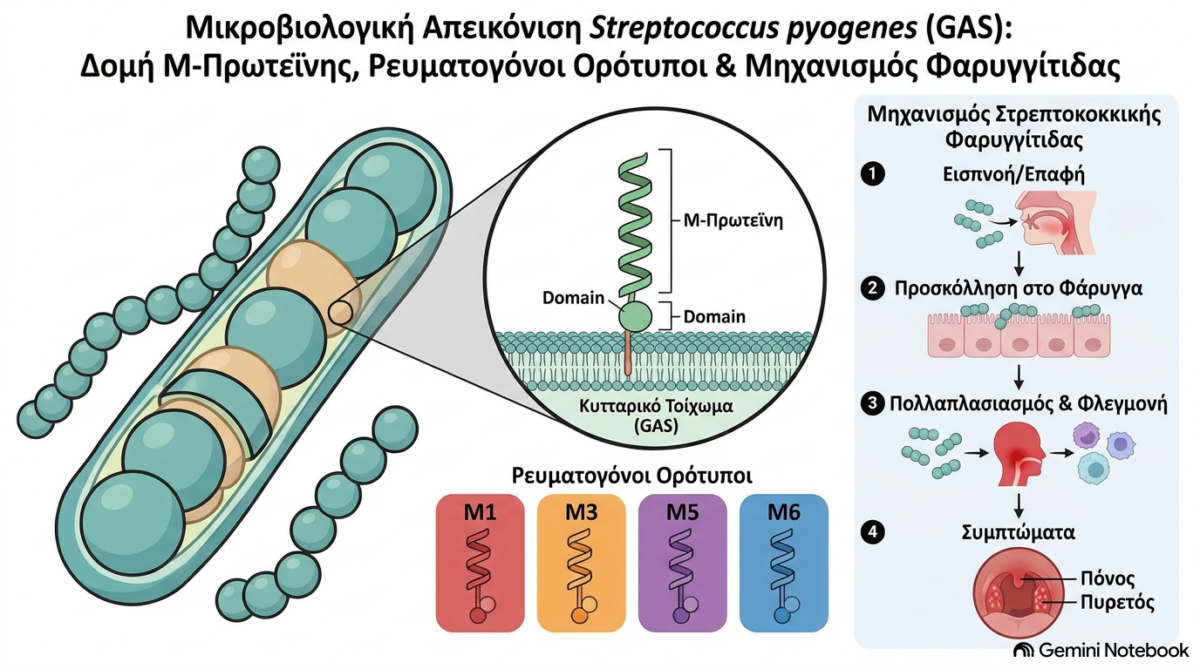 Μικροβιολογική Απεικόνιση Streptococcus pyogenes (GAS):
Δομή Μ-Πρωτεΐνης, Ρευματογόνοι Ορότυποι & Μηχανισμός Φαρυγγίτιδας
Μ-Πρωτεΐνη
Domain
Domain
Κυτταρικό Τοίχωμα
(GAS)
Ρευματογόνοι Ορότυποι
M1
M3
M5
M6
Μηχανισμός Στρεπτοκοκκικής
Φαρυγγίτιδας
1 Εισπνοή/Επαφή
2 Προσκόλληση στο Φάρυγγα
3 Πολλαπλασιασμός & Φλεγμονή
4 Συμπτώματα
Πόνος
Πυρετός
Gemini Notebook